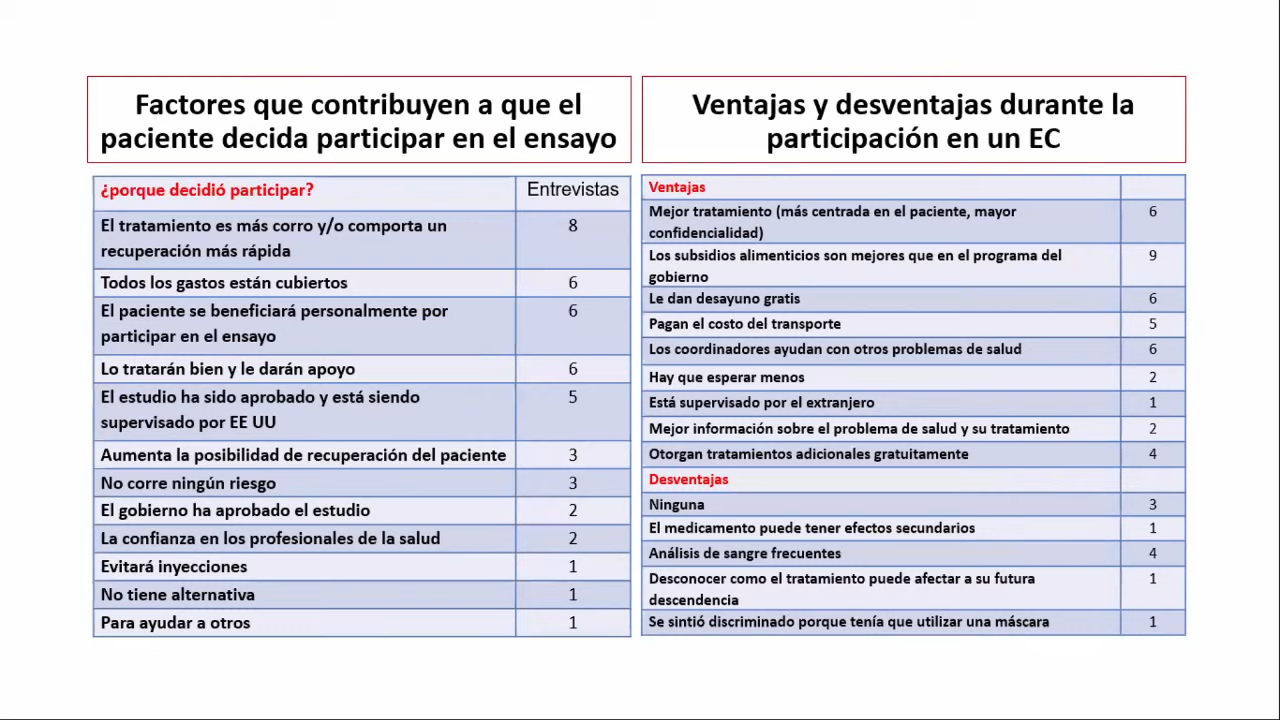 Factores que contribuyen a que el
paciente decida participar en el ensayo
¿porque decidió participar? Entrevistas
El tratamiento es más corro y/o comporta un 8
recuperación más rápida
Todos los gastos están cubiertos 6
El paciente se beneficiará personalmente por 6
participar en el ensayo
Lo tratarán bien y le darán apoyo 6
El estudio ha sido aprobado y está siendo 5
supervisado por EE UU
Aumenta la posibilidad de recuperación del paciente 3
No corre ningún riesgo 3
El gobierno ha aprobado el estudio 2
La confianza en los profesionales de la salud 2
Evitará inyecciones 1
No tiene alternativa 1
Para ayudar a otros 1
Ventajas y desventajas durante la
participación en un EC
Ventajas
Mejor tratamiento (más centrada en el paciente, mayor 6
confidencialidad)
Los subsidios alimenticios son mejores que en el programa del 9
gobierno
Le dan desayuno gratis 6
Pagan el costo del transporte 5
Los coordinadores ayudan con otros problemas de salud 6
Hay que esperar menos 2
Está supervisado por el extranjero 1
Mejor información sobre el problema de salud y su tratamiento 2
Otorgan tratamientos adicionales gratuitamente 4
Desventajas
Ninguna 3
El medicamento puede tener efectos secundarios 1
Análisis de sangre frecuentes 4
Desconocer como el tratamiento puede afectar a su futura 1
descendencia
Se sintió discriminado porque tenía que utilizar una máscara 1